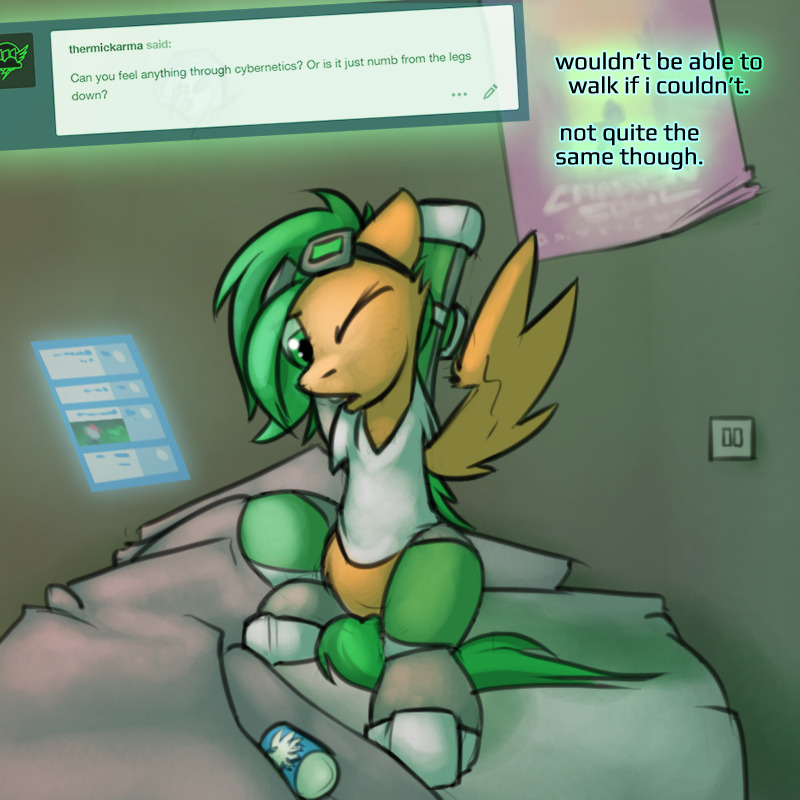 thermickarma said:
Can you feel anything through cybernetics? Or is it just numb from the legs
down?
wouldn't be able to
walk if i couldn't.
not quite the
same though.